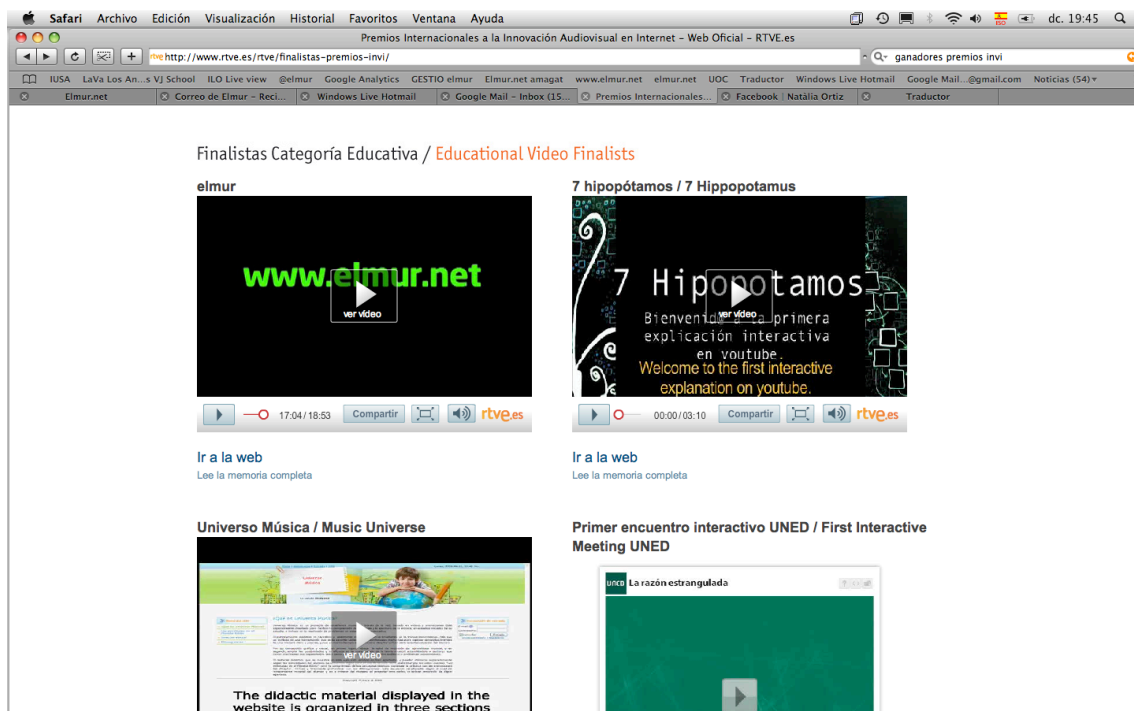 Safari Archivo Edición Visualización Historial Favoritos Ventana Ayuda
ISO
dc. 19:45
Premios Internacionales a la Innovación Audiovisual en Internet – Web Oficial – RTVE.es
rtve http://www.rtve.es/rtve/finalistas-premios-invi/
ganadores premios invi
IUSA LaVa Los An...s VJ School ILO Live view @elmur Google Analytics GESTIO elmur Elmur.net amagat www.elmur.net elmur.net UOC Traductor Windows Live Hotmail Google Mail...@gmail.com Noticias (54)
Elmur.net Correo de Elmur – Reci... Windows Live Hotmail Google Mail – Inbox (15... Premios Internacionales... Facebook | Natàlia Ortiz Traductor
Finalistas Categoría Educativa / Educational Video Finalists
elmur
www.elmur.net
ver vídeo
17:04 / 18:53 Compartir rtve.es
Ir a la web
Lee la memoria completa
7 hipopótamos / 7 Hippopotamus
7 Hipopotamos
ver vídeo
Bienvenido a la primera
explicación interactiva
en youtube.
Welcome to the first interactive
explanation on youtube.
00:00 / 03:10 Compartir rtve.es
Ir a la web
Lee la memoria completa
Universo Música / Music Universe
ver vídeo
The didactic material displayed in the
website is organized in three sections
Primer encuentro interactivo UNED / First Interactive
Meeting UNED
UNED La razón estrangulada